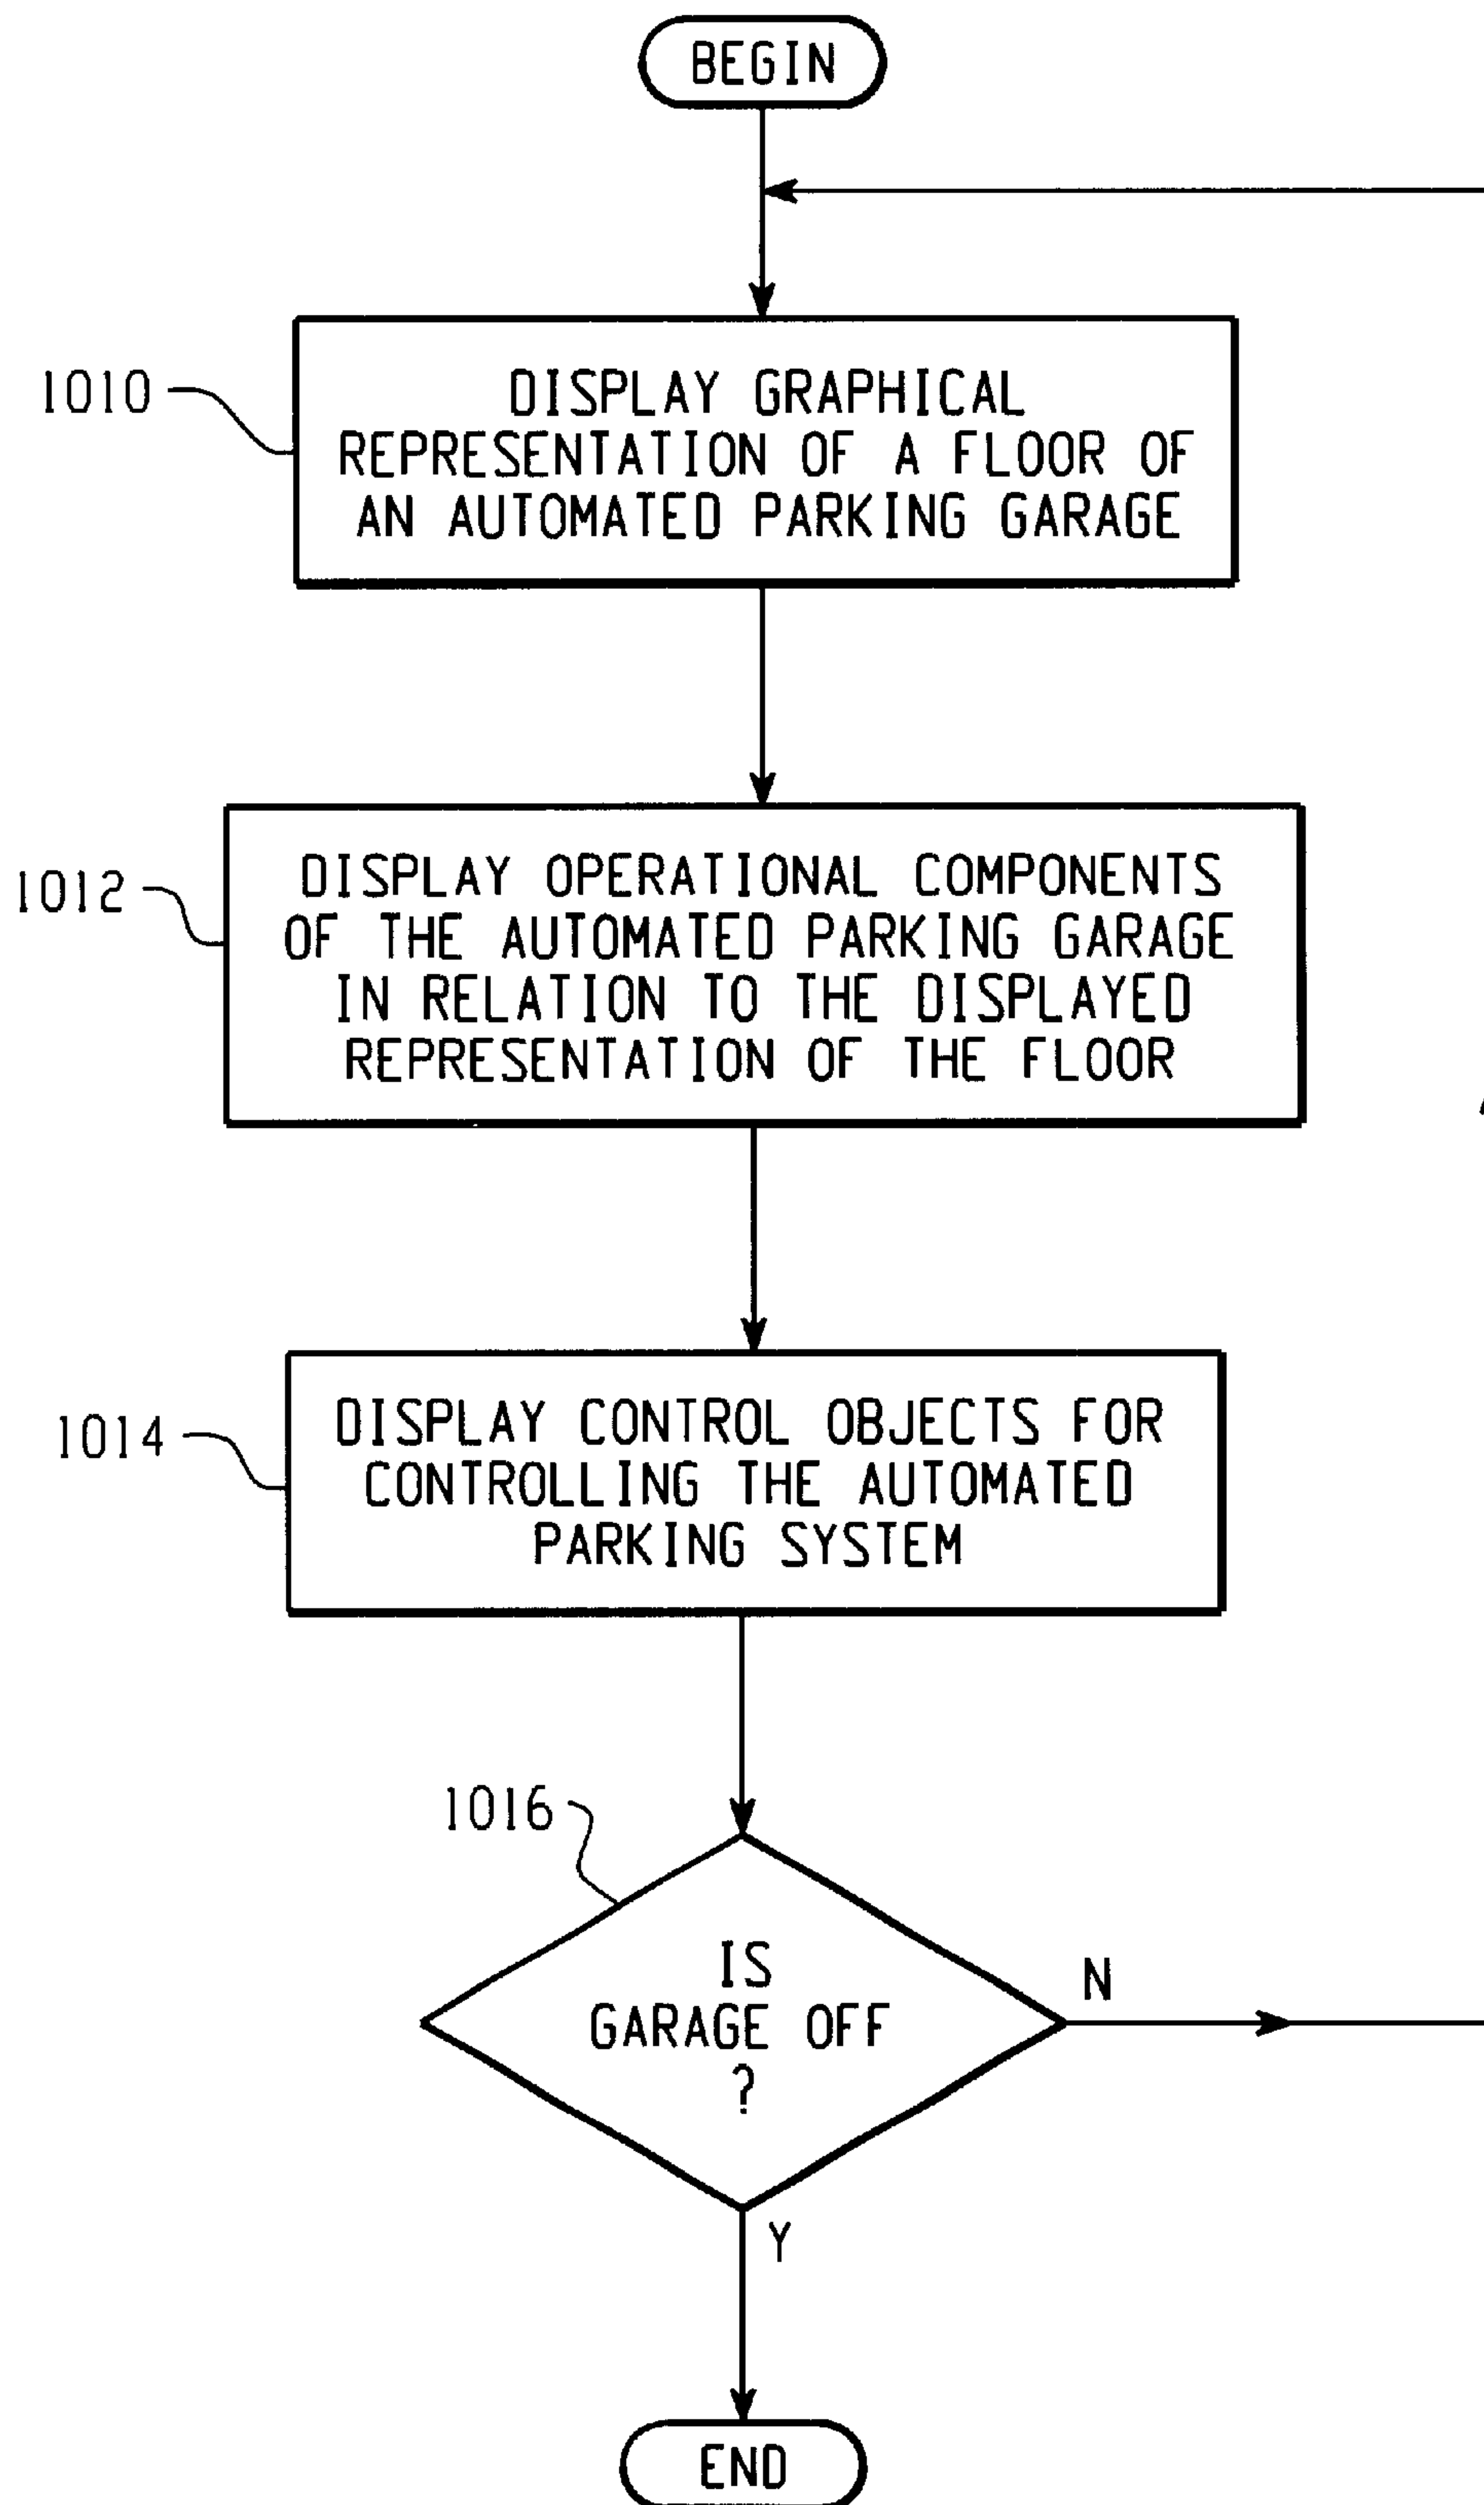 BEGIN
1010
DISPLAY GRAPHICAL
REPRESENTATION OF A FLOOR OF
AN AUTOMATED PARKING GARAGE
1012
DISPLAY OPERATIONAL COMPONENTS
OF THE AUTOMATED PARKING GARAGE
IN RELATION TO THE DISPLAYED
REPRESENTATION OF THE FLOOR
1014
DISPLAY CONTROL OBJECTS FOR
CONTROLLING THE AUTOMATED
PARKING SYSTEM
1016
IS
GARAGE OFF
?
N
Y
END